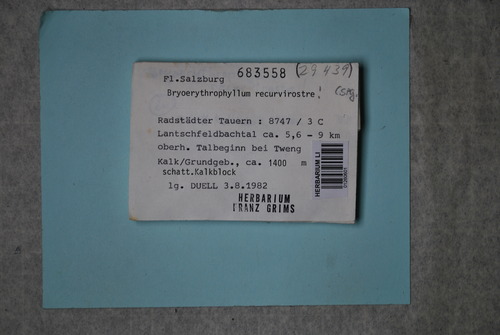 Fl.Salzburg 683558 (29 439)
Bryoerythrophyllum recurvirostre!
Radstädter Tauern : 8747 / 3 C
Lantschfeldbachtal ca. 5,6 - 9 km
oberh. Talbeginn bei Tweng
Kalk/Grundgeb., ca. 1400 m
schatt.Kalkblock
lg. DUELL 3.8.1982
HERBARIUM
FRANZ GRIMS
HERBARIUM LI